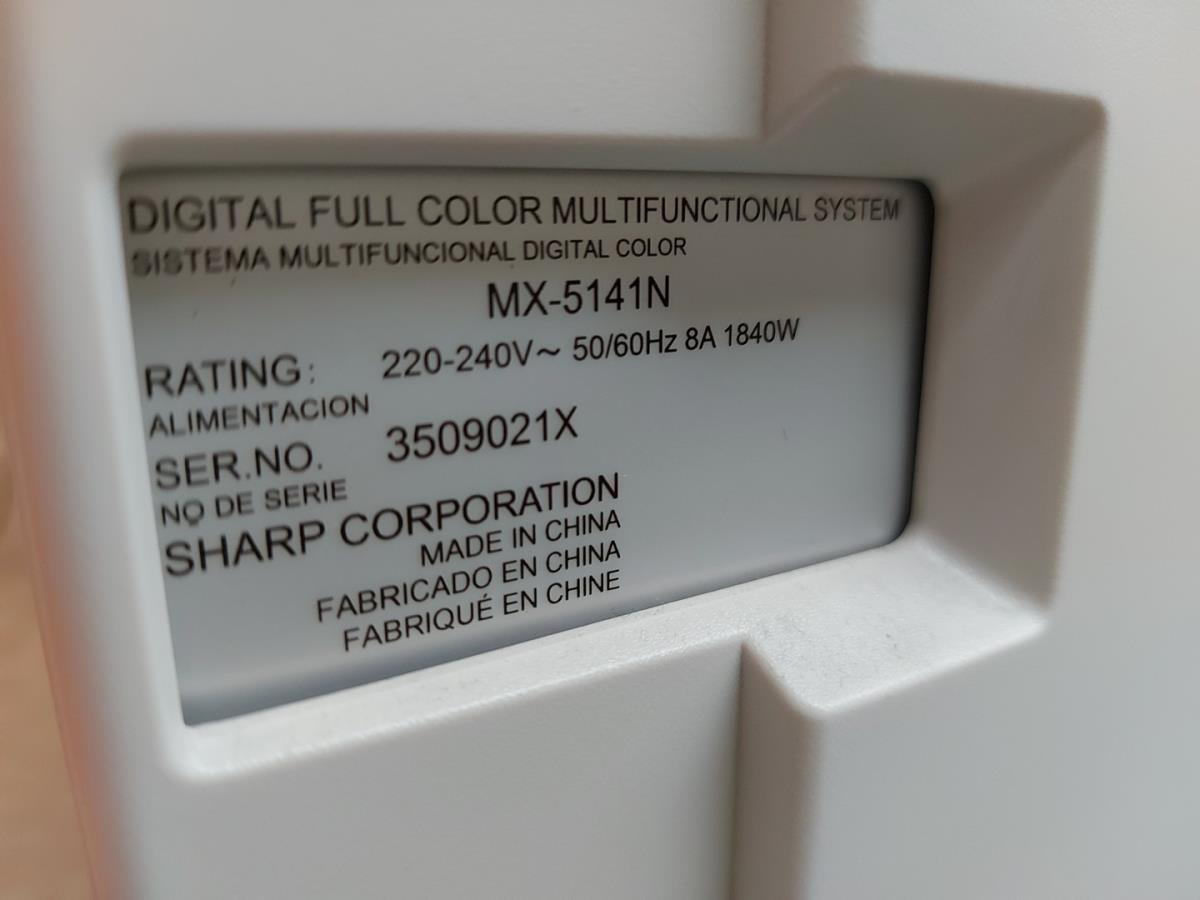 DIGITAL FULL COLOR MULTIFUNCTIONAL SYSTEM
SISTEMA MULTIFUNCIONAL DIGITAL COLOR
MX-5141N
RATING: 220-240V~ 50/60Hz 8A 1840W
ALIMENTACION
SER.NO. 3509021X
NO DE SERIE
SHARP CORPORATION
MADE IN CHINA
FABRICADO EN CHINA
FABRIQUÉ EN CHINE